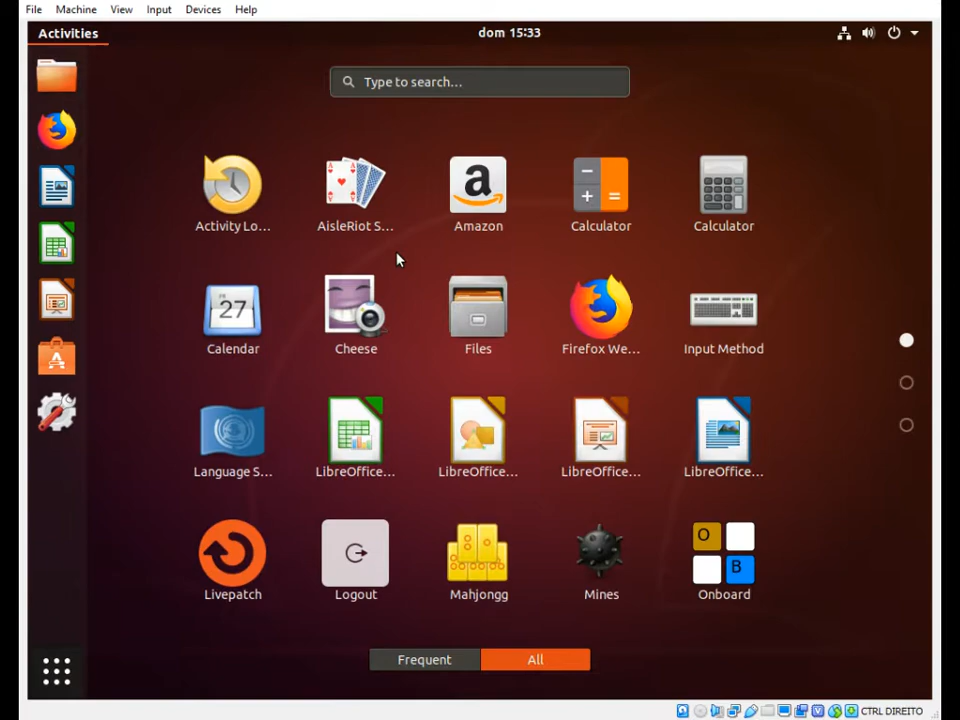 File Machine View Input Devices Help
Activities dom 15:33
Type to search...
Activity Lo... AisleRiot S... Amazon Calculator Calculator
27
Calendar Cheese Files Firefox We... Input Method
Language S... LibreOffice... LibreOffice... LibreOffice... LibreOffice...
O
B
Livepatch Logout Mahjongg Mines Onboard
Frequent All
CTRL DIREITO